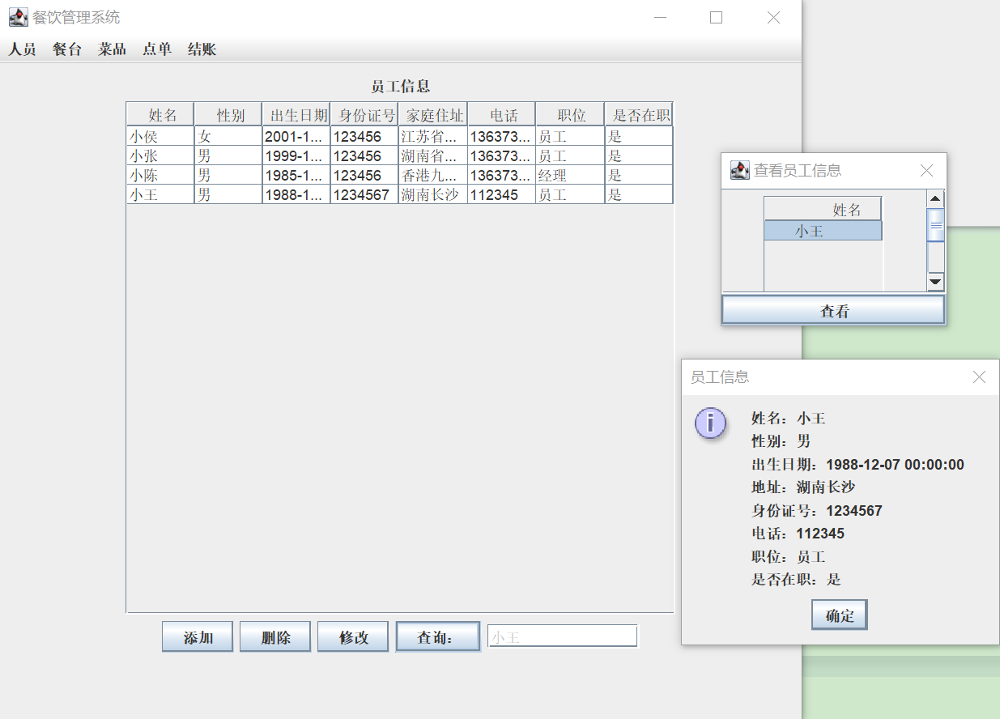 餐饮管理系统
人员 餐台 菜品 点单 结账
员工信息
姓名 性别 出生日期 身份证号 家庭住址 电话 职位 是否在职
小侯 女 2001-1... 123456 江苏省... 136373... 员工 是
小张 男 1999-1... 123456 湖南省... 136373... 员工 是
小陈 男 1985-1... 123456 香港九... 136373... 经理 是
小王 男 1988-1... 1234567 湖南长沙 112345 员工 是
添加 删除 修改 查询： 小王
查看员工信息
姓名
小王
查看
员工信息
姓名：小王
性别：男
出生日期：1988-12-07 00:00:00
地址：湖南长沙
身份证号：1234567
电话：112345
职位：员工
是否在职：是
确定